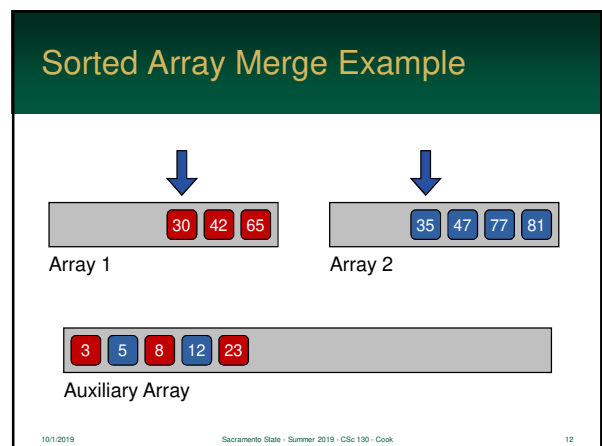 Sorted Array Merge Example
30 42 65
35 47 77 81
Array 1
Array 2
3 5 8 12 23
Auxiliary Array
10/1/2019 Sacramento State - Summer 2019 - CSc 130 - Cook 12